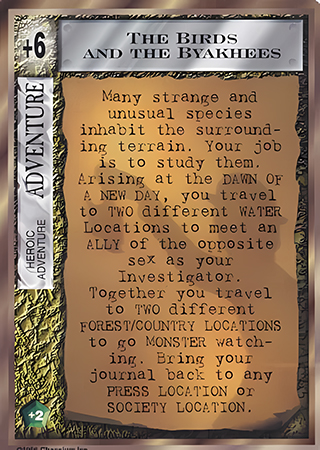 +6
THE BIRDS
AND THE BYAKHEES
HEROIC
ADVENTURE
ADVENTURE
Many strange and
unusual species
inhabit the surround-
ing terrain. Your job
is to study them.
Arising at the DAWN OF
A NEW DAY, you travel
to TWO different WATER
Locations to meet an
ALLY of the opposite
sex as your
Investigator.
Together you travel
to TWO different
FOREST/COUNTRY LOCATIONS
to go MONSTER watch-
ing. Bring your
journal back to any
PRESS LOCATION or
SOCIETY LOCATION.
+2
©1996 Chaosium Inc.